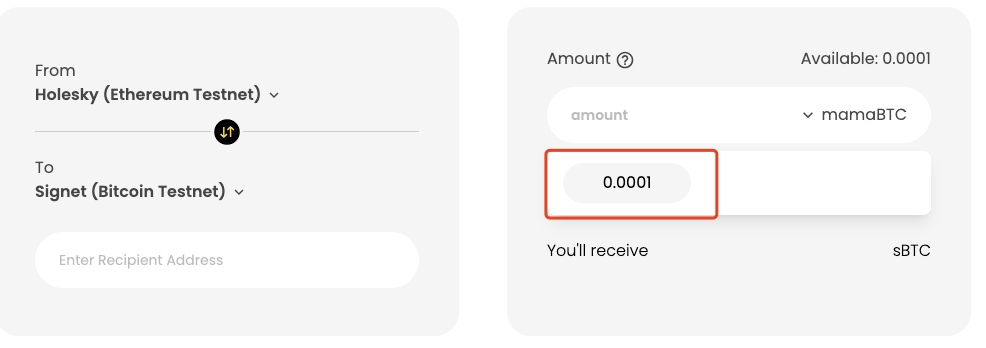 From
Holesky (Ethereum Testnet)
To
Signet (Bitcoin Testnet)
Enter Recipient Address
Amount ?
Available: 0.0001
amount
mamaBTC
0.0001
You'll receive
sBTC